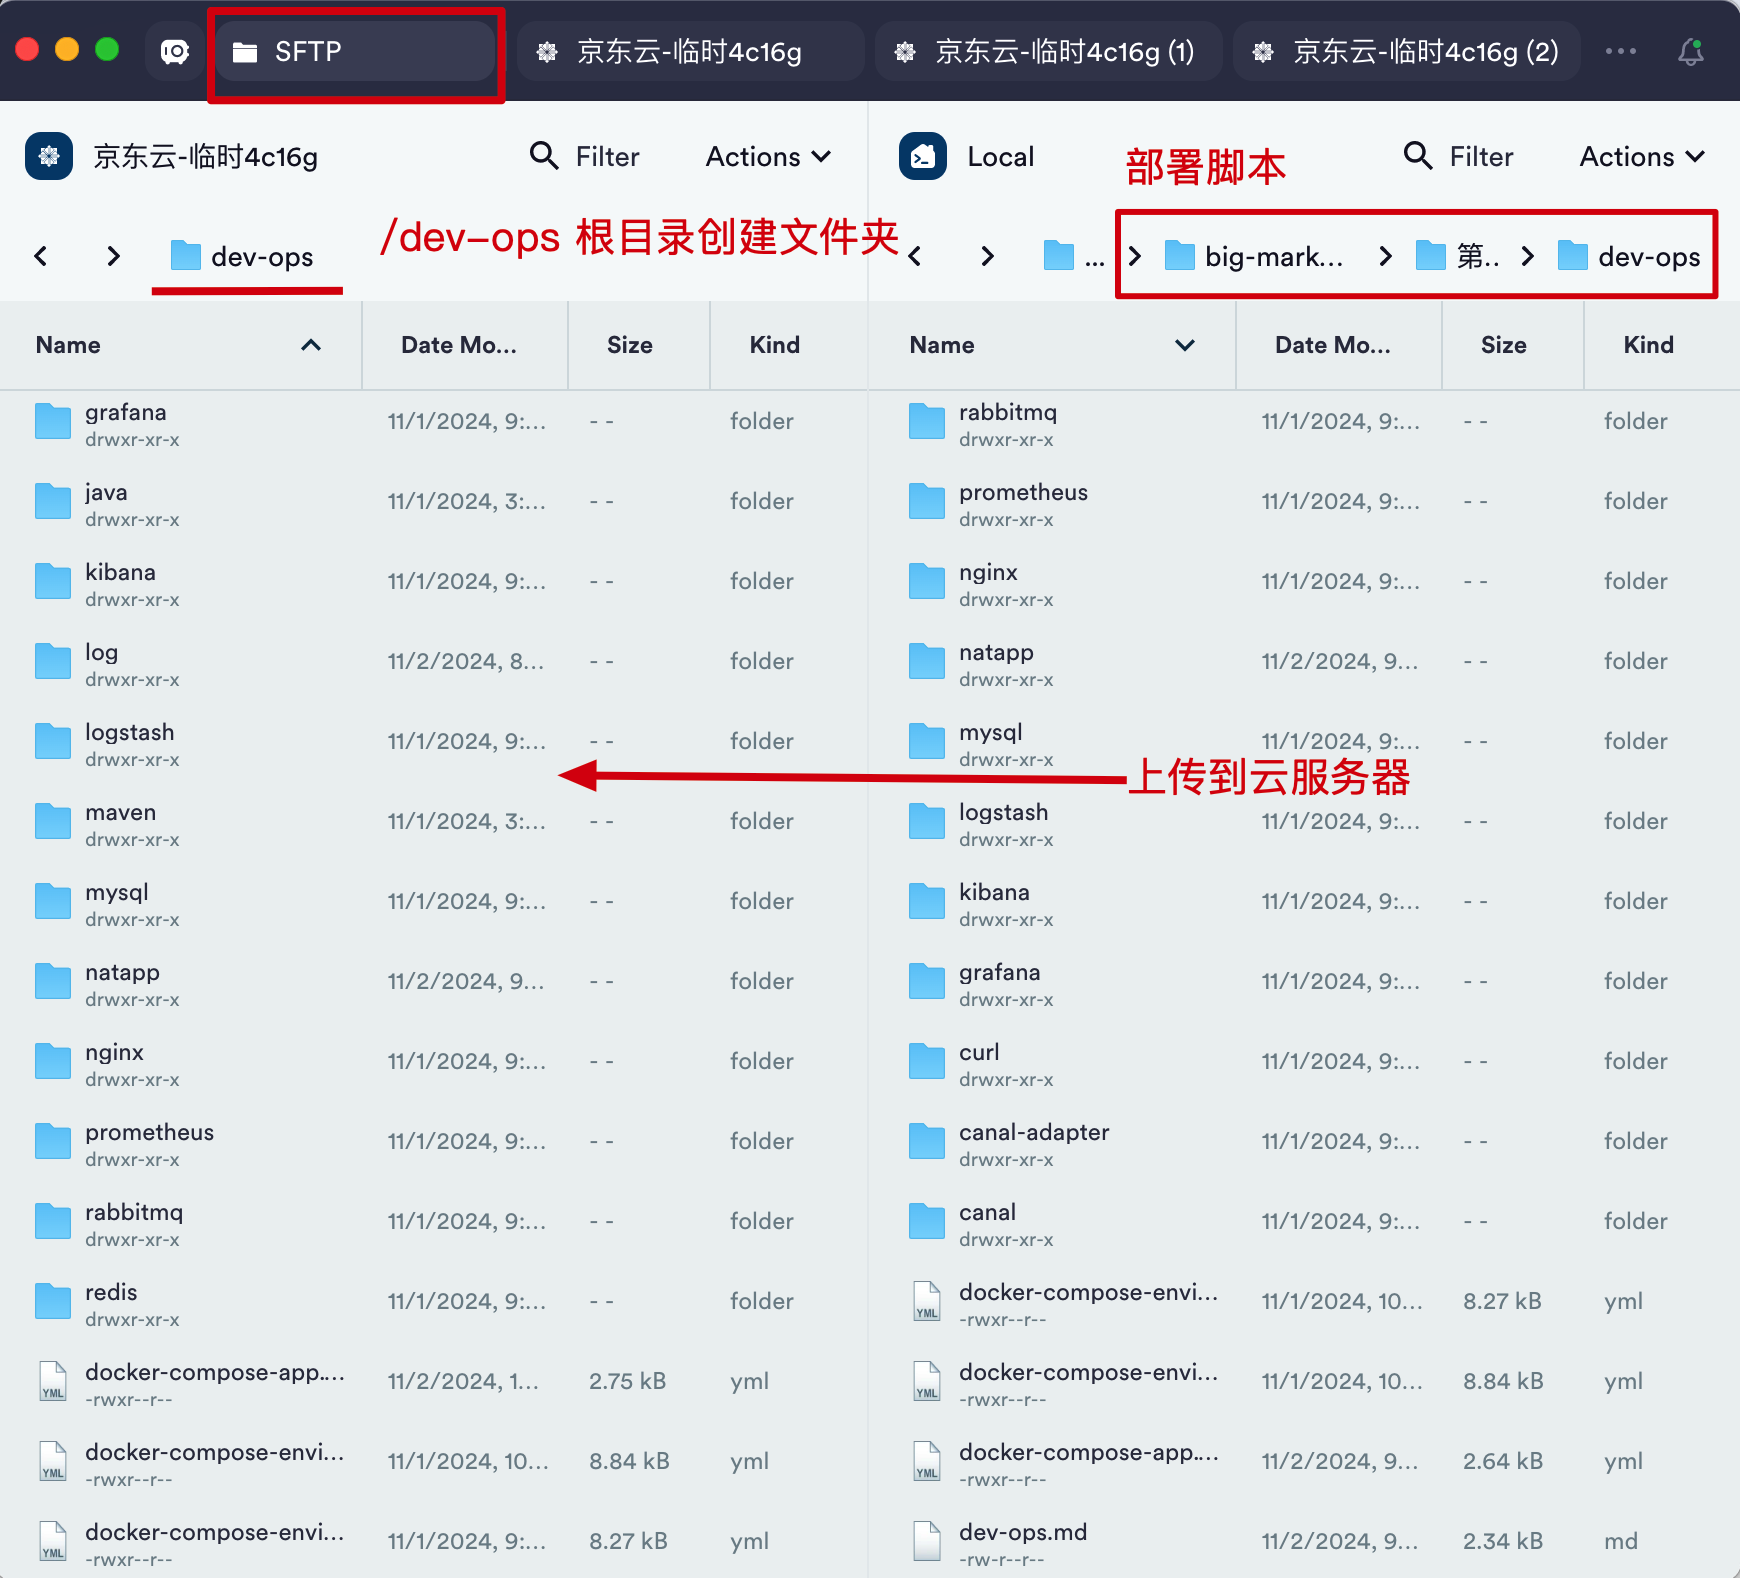 SFTP
京东云-临时4c16g
京东云-临时4c16g (1)
京东云-临时4c16g (2)
京东云-临时4c16g
Filter
Actions
/dev-ops 根目录创建文件夹
dev-ops
Name
Date Mo...
Size
Kind
grafana
drwxr-xr-x
11/1/2024, 9:...
- -
folder
java
drwxr-xr-x
11/1/2024, 3:...
- -
folder
kibana
drwxr-xr-x
11/1/2024, 9:...
- -
folder
log
drwxr-xr-x
11/2/2024, 8...
- -
folder
logstash
drwxr-xr-x
11/1/2024, 9:...
- -
folder
maven
drwxr-xr-x
11/1/2024, 3:...
- -
folder
mysql
drwxr-xr-x
11/1/2024, 9:...
- -
folder
natapp
drwxr-xr-x
11/2/2024, 9...
- -
folder
nginx
drwxr-xr-x
11/1/2024, 9:...
- -
folder
prometheus
drwxr-xr-x
11/1/2024, 9:...
- -
folder
rabbitmq
drwxr-xr-x
11/1/2024, 9:...
- -
folder
redis
drwxr-xr-x
11/1/2024, 9:...
- -
folder
docker-compose-app....
-rwxr--r--
11/2/2024, 1...
2.75 kB
yml
YML
docker-compose-envi...
-rwxr--r--
11/1/2024, 10...
8.84 kB
yml
YML
docker-compose-envi...
-rwxr--r--
11/1/2024, 9:...
8.27 kB
yml
YML
Local
部署脚本
Filter
Actions
...
big-mark...
第..
dev-ops
Name
Date Mo...
Size
Kind
rabbitmq
drwxr-xr-x
11/1/2024, 9:...
- -
folder
prometheus
drwxr-xr-x
11/1/2024, 9:...
- -
folder
nginx
drwxr-xr-x
11/1/2024, 9:...
- -
folder
natapp
drwxr-xr-x
11/2/2024, 9...
- -
folder
mysql
drwxr-xr-x
11/1/2024, 9:...
- -
folder
上传到云服务器
logstash
drwxr-xr-x
11/1/2024, 9:...
- -
folder
kibana
drwxr-xr-x
11/1/2024, 9:...
- -
folder
grafana
drwxr-xr-x
11/1/2024, 9:...
- -
folder
curl
drwxr-xr-x
11/1/2024, 9:...
- -
folder
canal-adapter
drwxr-xr-x
11/1/2024, 9:...
- -
folder
canal
drwxr-xr-x
11/1/2024, 9:...
- -
folder
docker-compose-envi...
-rwxr--r--
11/1/2024, 10...
8.27 kB
yml
YML
docker-compose-envi...
-rwxr--r--
11/1/2024, 10...
8.84 kB
yml
YML
docker-compose-app....
-rwxr--r--
11/2/2024, 9...
2.64 kB
yml
YML
dev-ops.md
-rw-r--r--
11/2/2024, 9...
2.34 kB
md